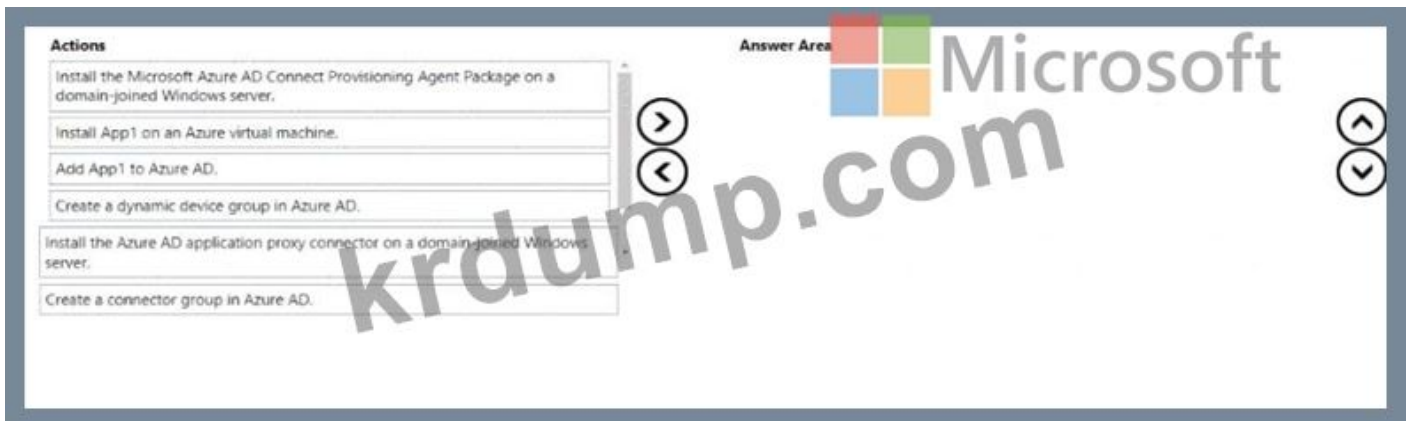 Actions
Answer Area
Microsoft
Install the Microsoft Azure AD Connect Provisioning Agent Package on a
domain-joined Windows server.
Install App1 on an Azure virtual machine.
Add App1 to Azure AD.
Create a dynamic device group in Azure AD.
Install the Azure AD application proxy connector on a domain-joined Windows
server.
Create a connector group in Azure AD.
krdump.com